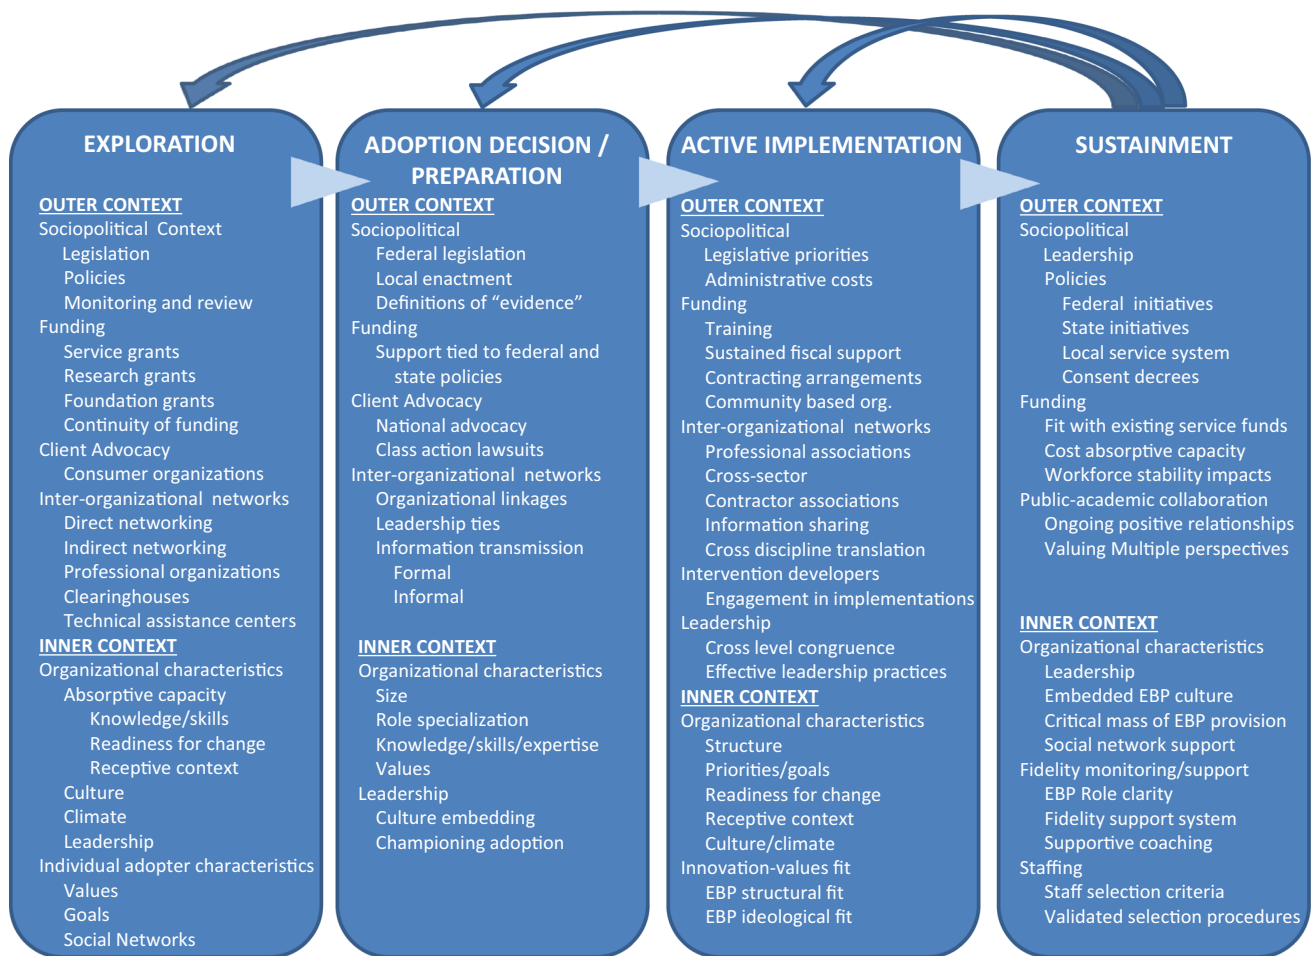 EXPLORATION
OUTER CONTEXT
Sociopolitical Context
Legislation
Policies
Monitoring and review
Funding
Service grants
Research grants
Foundation grants
Continuity of funding
Client Advocacy
Consumer organizations
Inter-organizational networks
Direct networking
Indirect networking
Professional organizations
Clearinghouses
Technical assistance centers
INNER CONTEXT
Organizational characteristics
Absorptive capacity
Knowledge/skills
Readiness for change
Receptive context
Culture
Climate
Leadership
Individual adopter characteristics
Values
Goals
Social Networks
ADOPTION DECISION /
PREPARATION
OUTER CONTEXT
Sociopolitical
Federal legislation
Local enactment
Definitions of “evidence”
Funding
Support tied to federal and
state policies
Client Advocacy
National advocacy
Class action lawsuits
Inter-organizational networks
Organizational linkages
Leadership ties
Information transmission
Formal
Informal
INNER CONTEXT
Organizational characteristics
Size
Role specialization
Knowledge/skills/expertise
Values
Leadership
Culture embedding
Championing adoption
ACTIVE IMPLEMENTATION
OUTER CONTEXT
Sociopolitical
Legislative priorities
Administrative costs
Funding
Training
Sustained fiscal support
Contracting arrangements
Community based org.
Inter-organizational networks
Professional associations
Cross-sector
Contractor associations
Information sharing
Cross discipline translation
Intervention developers
Engagement in implementations
Leadership
Cross level congruence
Effective leadership practices
INNER CONTEXT
Organizational characteristics
Structure
Priorities/goals
Readiness for change
Receptive context
Culture/climate
Innovation-values fit
EBP structural fit
EBP ideological fit
SUSTAINMENT
OUTER CONTEXT
Sociopolitical
Leadership
Policies
Federal initiatives
State initiatives
Local service system
Consent decrees
Funding
Fit with existing service funds
Cost absorptive capacity
Workforce stability impacts
Public-academic collaboration
Ongoing positive relationships
Valuing Multiple perspectives
INNER CONTEXT
Organizational characteristics
Leadership
Embedded EBP culture
Critical mass of EBP provision
Social network support
Fidelity monitoring/support
EBP Role clarity
Fidelity support system
Supportive coaching
Staffing
Staff selection criteria
Validated selection procedures